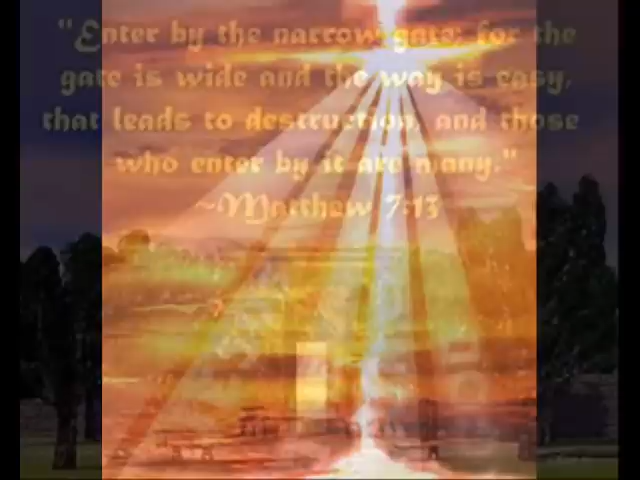 "Enter by the narrow gate; for the
gate is wide and the way is easy,
that leads to destruction, and those
who enter by it are many."
~Matthew 7:13